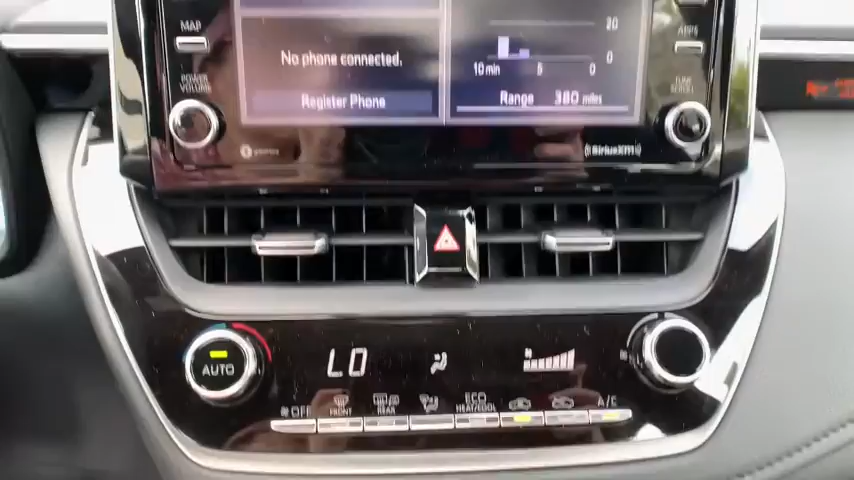 MAP
APPS
20
No phone connected.
0
10 min 5 0
POWER
VOLUME
TUNE
SCROLL
Register Phone
Range 380 miles
SiriusXM
LO
AUTO
OFF
FRONT
REAR
ECO
HEAT/COOL
A/C